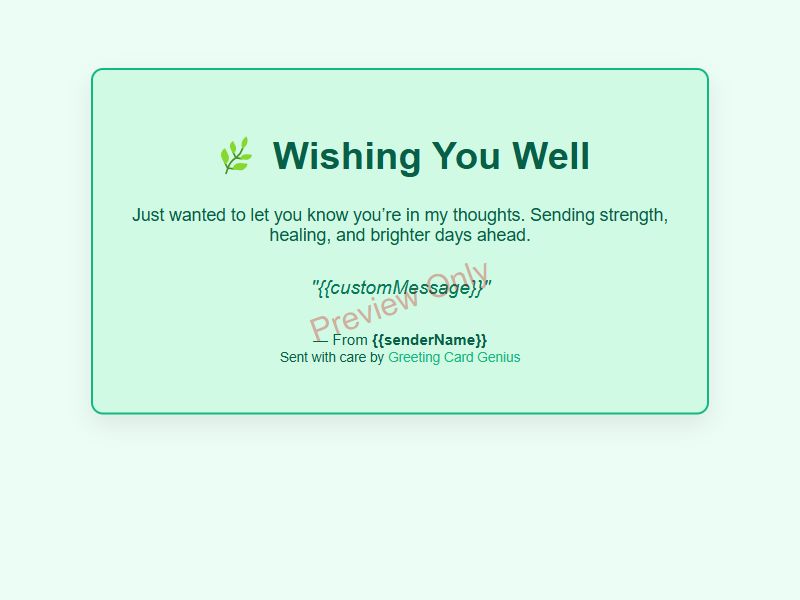 🌿 Wishing You Well
Just wanted to let you know you’re in my thoughts. Sending strength,
healing, and brighter days ahead.
"{{customMessage}}"
Preview Only
— From {{senderName}}
Sent with care by Greeting Card Genius